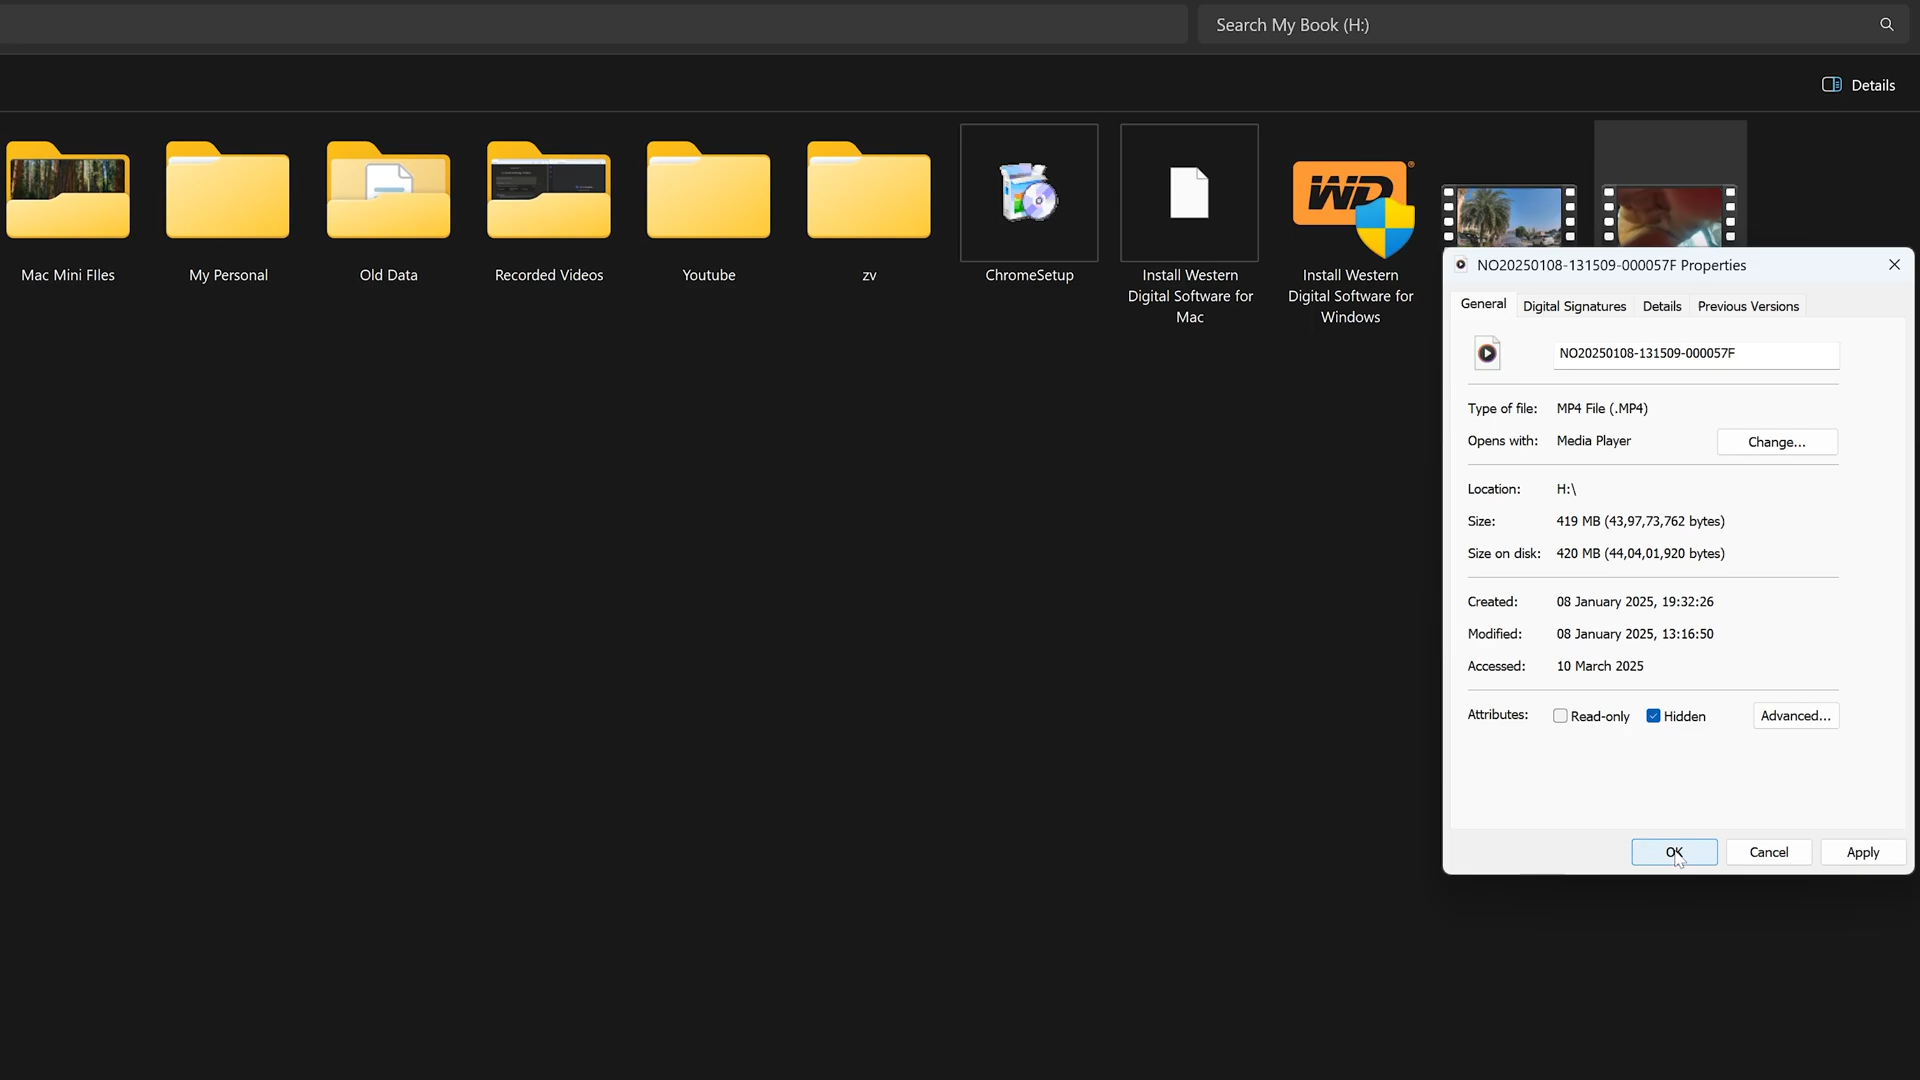 Search My Book (H:)
Details
Mac Mini FIles
My Personal
Old Data
Recorded Videos
Youtube
zv
ChromeSetup
Install Western
Digital Software for
Mac
WD
Install Western
Digital Software for
Windows
NO20250108-131509-000057F Properties
General Digital Signatures Details Previous Versions
NO20250108-131509-000057F
Type of file: MP4 File (.MP4)
Opens with: Media Player Change...
Location: H:\
Size: 419 MB (43,97,73,762 bytes)
Size on disk: 420 MB (44,04,01,920 bytes)
Created: 08 January 2025, 19:32:26
Modified: 08 January 2025, 13:16:50
Accessed: 10 March 2025
Attributes: Read-only Hidden Advanced...
OK Cancel Apply